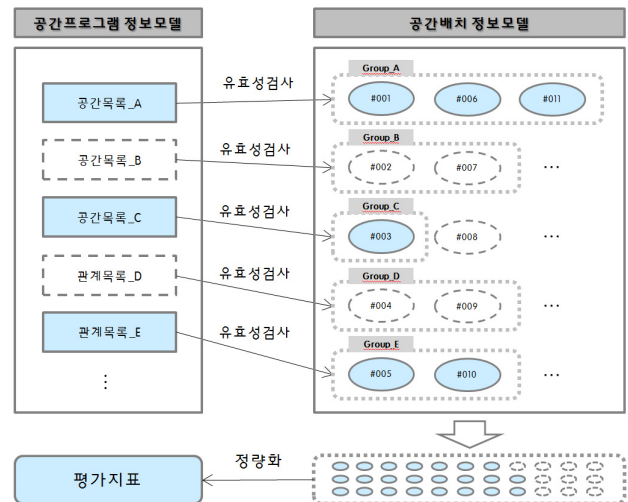 공간프로그램 정보모델
공간배치 정보모델
공간목록_A
유효성검사
Group_A
#001
#006
#011
공간목록_B
유효성검사
Group_B
#002
#007
...
공간목록_C
유효성검사
Group_C
#003
#008
...
관계목록_D
유효성검사
Group_D
#004
#009
...
관계목록_E
유효성검사
Group_E
#005
#010
...
⋮
평가지표
정량화